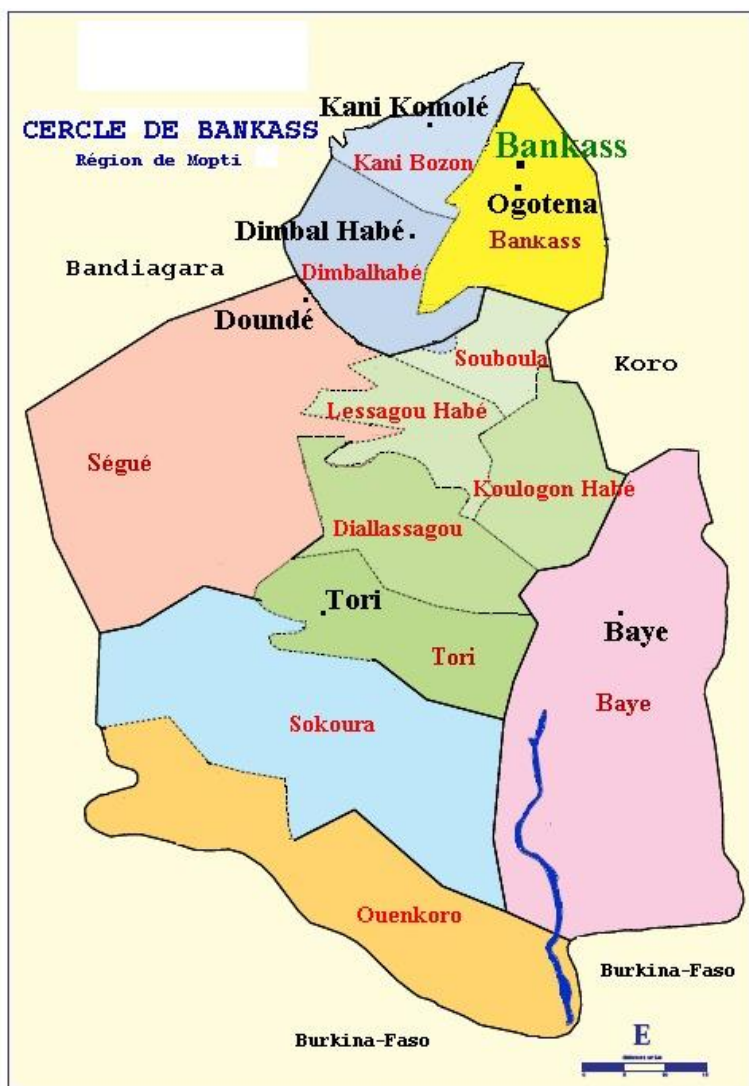 Kani Komolé
CERCLE DE BANKASS
Région de Mopti
Kani Bozon
Bankass
Ogotena
Dimbal Habé
Bankass
Bandiagara
Dimbalhabé
Doundé
Souboula
Koro
Lessagou Habé
Ségué
Koulogon Habé
Diallassagou
Tori
Baye
Tori
Baye
Sokoura
Ouenkoro
Burkina-Faso
Burkina-Faso
E